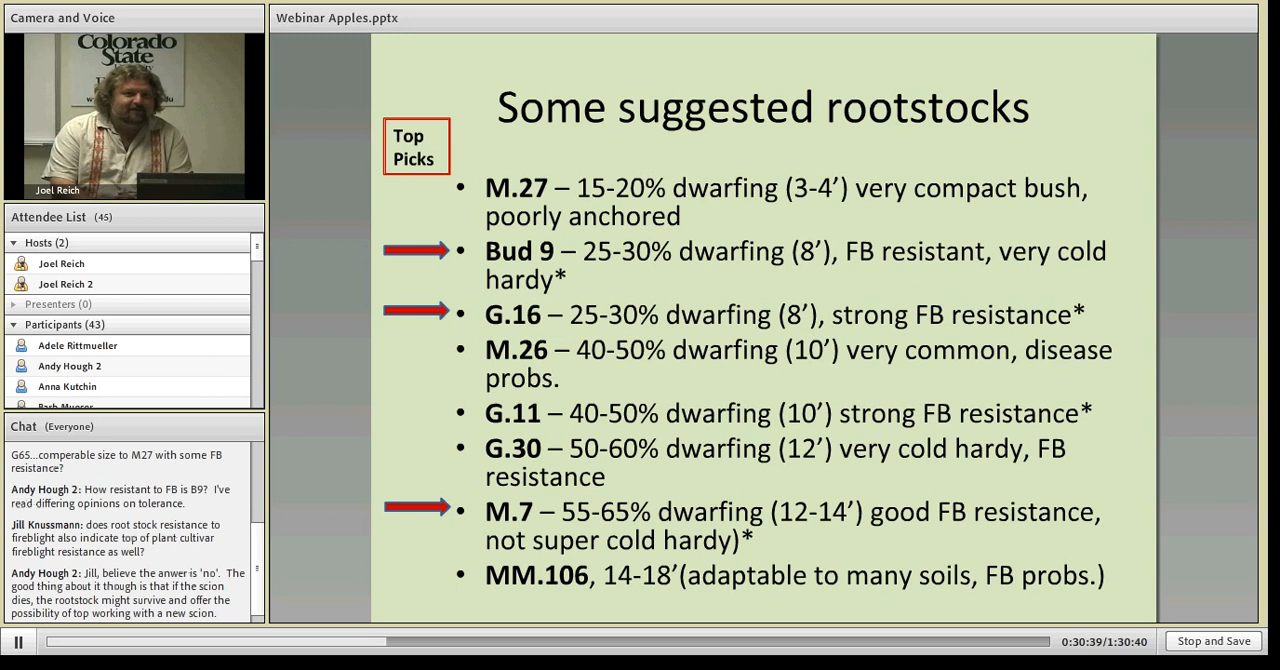 Camera and Voice
Colorado
State
Joel Reich
Attendee List (45)
Hosts (2)
Joel Reich
Joel Reich 2
Presenters (0)
Participants (43)
Adele Rittmueller
Andy Hough 2
Anna Kutchin
Chat (Everyone)
G65...comperable size to M27 with some FB
resistance?
Andy Hough 2: How resistant to FB is B9? I've
read differing opinions on tolerance.
Jill Knussmann: does root stock resistance to
fireblight also indicate top of plant cultivar
fireblight resistance as well?
Andy Hough 2: Jill, believe the anwer is 'no'. The
good thing about it though is that if the scion
dies, the rootstock might survive and offer the
possibility of top working with a new scion.
Webinar Apples.pptx
Some suggested rootstocks
Top
Picks
• M.27 – 15-20% dwarfing (3-4’) very compact bush,
poorly anchored
• Bud 9 – 25-30% dwarfing (8’), FB resistant, very cold
hardy*
• G.16 – 25-30% dwarfing (8’), strong FB resistance*
• M.26 – 40-50% dwarfing (10’) very common, disease
probs.
• G.11 – 40-50% dwarfing (10’) strong FB resistance*
• G.30 – 50-60% dwarfing (12’) very cold hardy, FB
resistance
• M.7 – 55-65% dwarfing (12-14’) good FB resistance,
not super cold hardy)*
• MM.106, 14-18’(adaptable to many soils, FB probs.)
0:30:39/1:30:40
Stop and Save